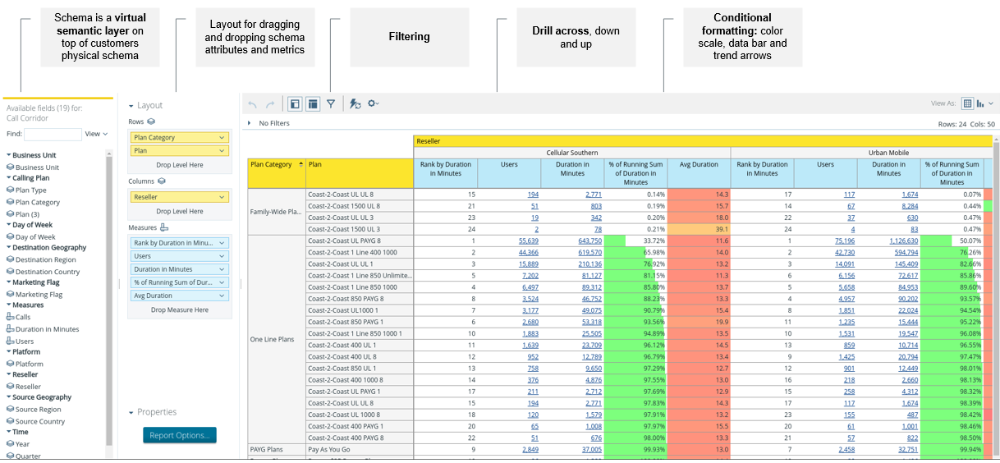 Schema is a virtual
semantic layer on
top of customers
physical schema
Layout for dragging
and dropping schema
attributes and metrics
Filtering
Drill across, down
and up
Conditional
formatting: color
scale, data bar and
trend arrows
Available fields (19) for:
Call Corridor
Find:
View
Business Unit
Business Unit
Calling Plan
Plan Type
Plan Category
Plan (3)
Day of Week
Day of Week
Destination Geography
Destination Region
Destination Country
Marketing Flag
Marketing Flag
Measures
Calls
Duration in Minutes
Users
Platform
Platform
Reseller
Reseller
Source Geography
Source Region
Source Country
Time
Year
Quarter
Layout
Rows
Plan Category
Plan
Drop Level Here
Columns
Reseller
Drop Level Here
Measures
Rank by Duration in Minu...
Users
Duration in Minutes
% of Running Sum of Dur...
Avg Duration
Drop Measure Here
Properties
Report Options...
View As:
No Filters
Rows: 24 Cols: 50
Reseller
Cellular Southern Urban Mobile
Plan Category Plan Rank by Duration in Minutes Users Duration in Minutes % of Running Sum of Duration in Minutes Avg Duration Rank by Duration in Minutes Users Duration in Minutes % of Running Sum of Duration in Minutes
Family-Wide Pla...
Coast-2-Coast UL UL 8 15 194 2,771 0.14% 14.3 17 117 1,674 0.07%
Coast-2-Coast 1500 UL 8 21 51 803 0.19% 15.7 14 67 8,284 0.44%
Coast-2-Coast UL UL 3 23 19 342 0.20% 18.0 22 37 630 0.47%
Coast-2-Coast 1500 UL 3 24 2 78 0.21% 39.1 24 4 83 0.47%
One Line Plans
Coast-2-Coast UL PAYG 8 1 55,639 643,750 33.72% 11.6 1 75,196 1,126,630 50.07%
Coast-2-Coast 1 Line 400 1000 2 44,366 619,570 65.98% 14.0 2 42,730 594,794 76.26%
Coast-2-Coast UL UL 1 3 15,889 210,136 76.92% 13.2 3 14,091 145,409 82.66%
Coast-2-Coast 1 Line 850 Unlimite... 5 7,202 81,127 81.15% 11.3 6 6,156 72,617 85.86%
Coast-2-Coast 1 Line 850 1000 4 6,497 89,312 85.80% 13.7 5 5,658 84,953 89.60%
Coast-2-Coast 850 PAYG 8 8 3,524 46,752 88.23% 13.3 4 4,957 90,202 93.57%
Coast-2-Coast UL1000 1 7 3,177 49,075 90.79% 15.4 8 1,851 22,024 94.54%
Coast-2-Coast 850 PAYG 1 6 2,680 53,318 93.56% 19.9 11 1,235 15,444 95.22%
Coast-2-Coast 1 Line 850 1000 1 10 1,883 25,505 94.89% 13.5 10 1,531 19,547 96.08%
Coast-2-Coast 400 UL 1 11 1,639 23,709 96.12% 14.5 13 859 10,714 96.55%
Coast-2-Coast 400 UL 8 12 952 12,789 96.79% 13.4 9 1,425 20,794 97.47%
Coast-2-Coast 850 UL 1 13 758 9,650 97.29% 12.7 12 901 12,449 98.01%
Coast-2-Coast 400 1000 8 14 376 4,876 97.55% 13.0 16 218 2,660 98.13%
Coast-2-Coast UL PAYG 1 17 211 2,712 97.69% 12.9 15 258 4,312 98.32%
Coast-2-Coast UL UL 8 15 194 2,771 97.83% 14.3 17 117 1,674 98.39%
Coast-2-Coast UL 1000 8 18 120 1,579 97.91% 13.2 23 155 487 98.42%
Coast-2-Coast 400 PAYG 1 20 65 1,008 97.97% 15.5 20 61 1,001 98.46%
Coast-2-Coast 400 PAYG 8 22 51 676 98.00% 13.3 21 57 822 98.50%
PAYG Plans Pay As You Go 9 2,849 37,005 99.93% 13.0 7 2,458 32,751 99.94%